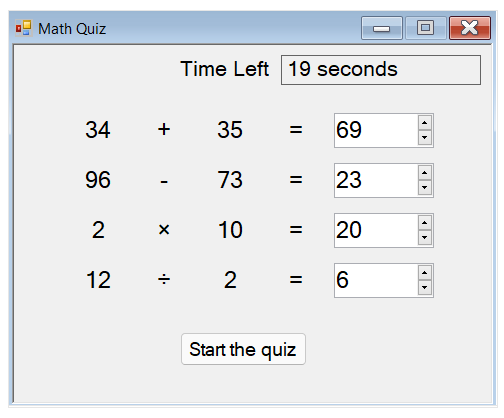 Math Quiz
Time Left 19 seconds
34 + 35 = 69
96 - 73 = 23
2 × 10 = 20
12 ÷ 2 = 6
Start the quiz